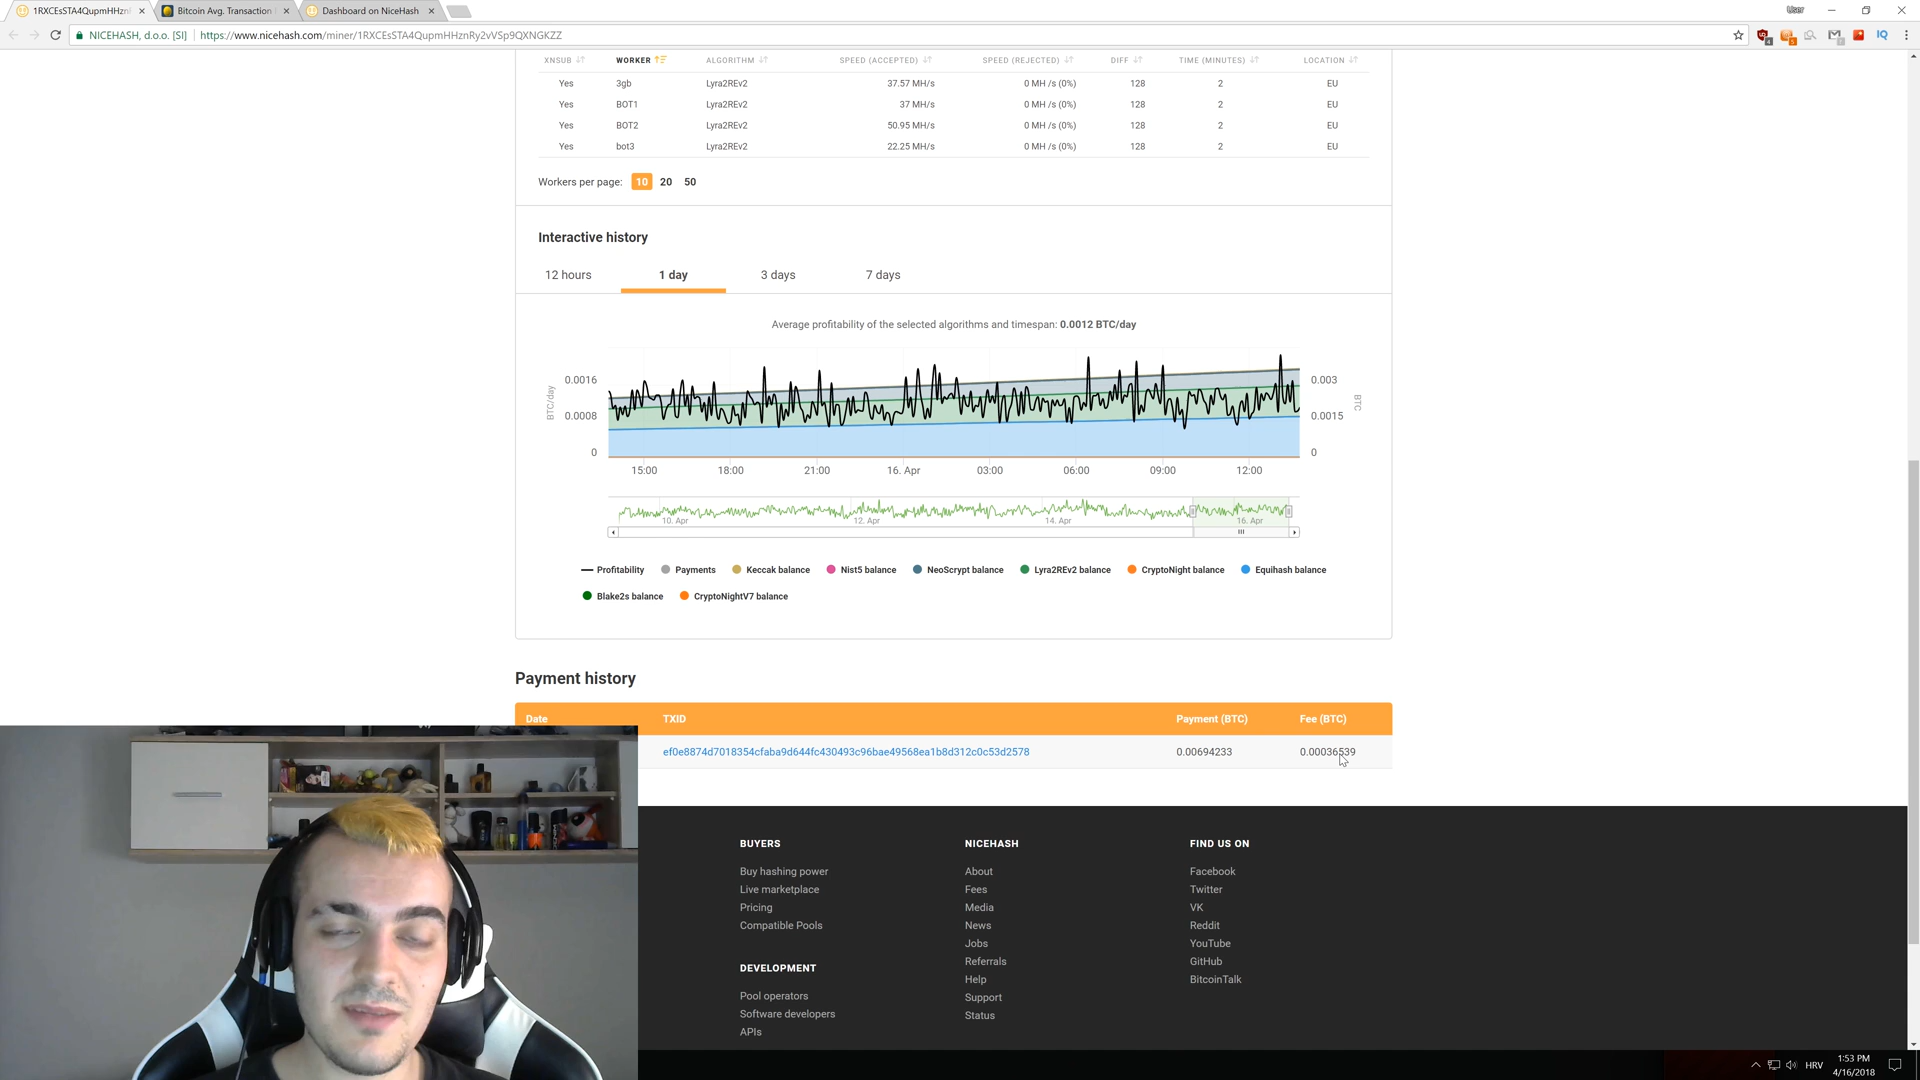 1RXCEsSTA4QupmHHzn
Bitcoin Avg. Transaction
Dashboard on NiceHash
User
NICEHASH, d.o.o. [SI]
https://www.nicehash.com/miner/1RXCEsSTA4QupmHHznRy2vVSp9QXNGKZZ
XNSUB WORKER ALGORITHM SPEED (ACCEPTED) SPEED (REJECTED) DIFF TIME (MINUTES) LOCATION
Yes 3gb Lyra2REv2 37.57 MH/s 0 MH /s (0%) 128 2 EU
Yes BOT1 Lyra2REv2 37 MH/s 0 MH /s (0%) 128 2 EU
Yes BOT2 Lyra2REv2 50.95 MH/s 0 MH /s (0%) 128 2 EU
Yes bot3 Lyra2REv2 22.25 MH/s 0 MH /s (0%) 128 2 EU
Workers per page: 10 20 50
Interactive history
12 hours 1 day 3 days 7 days
Average profitability of the selected algorithms and timespan: 0.0012 BTC/day
BTC/day
0.0016
0.0008
0
0.003
0.0015
0
BTC
15:00 18:00 21:00 16. Apr 03:00 06:00 09:00 12:00
10. Apr 12. Apr 14. Apr 16. Apr
Profitability Payments Keccak balance Nist5 balance NeoScrypt balance Lyra2REv2 balance CryptoNight balance Equihash balance
Blake2s balance CryptoNightV7 balance
Payment history
Date TXID Payment (BTC) Fee (BTC)
ef0e8874d7018354cfaba9d644fc430493c96bae49568ea1b8d312c0c53d2578 0.00694233 0.00036539
BUYERS
Buy hashing power
Live marketplace
Pricing
Compatible Pools
DEVELOPMENT
Pool operators
Software developers
APIs
NICEHASH
About
Fees
Media
News
Jobs
Referrals
Help
Support
Status
FIND US ON
Facebook
Twitter
VK
Reddit
YouTube
GitHub
BitcoinTalk
HRV
1:53 PM
4/16/2018